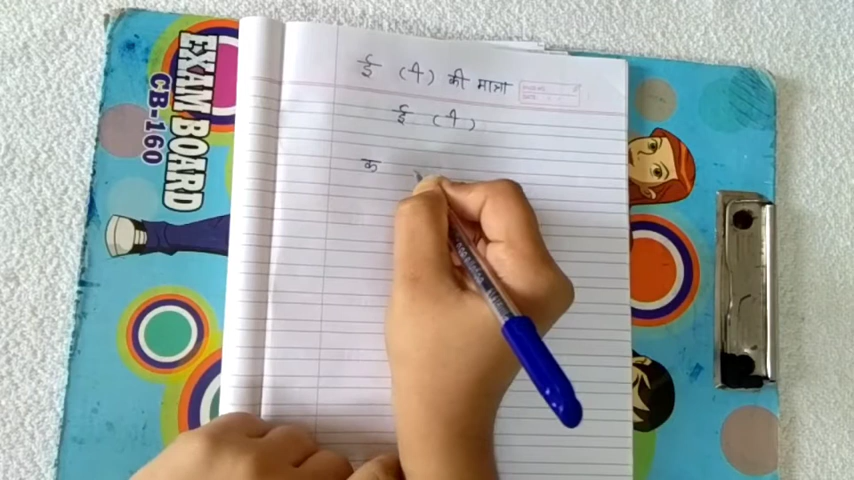 ई (ी) की मात्रा
ई (ी)
क
EXAM BOARD
CB-160